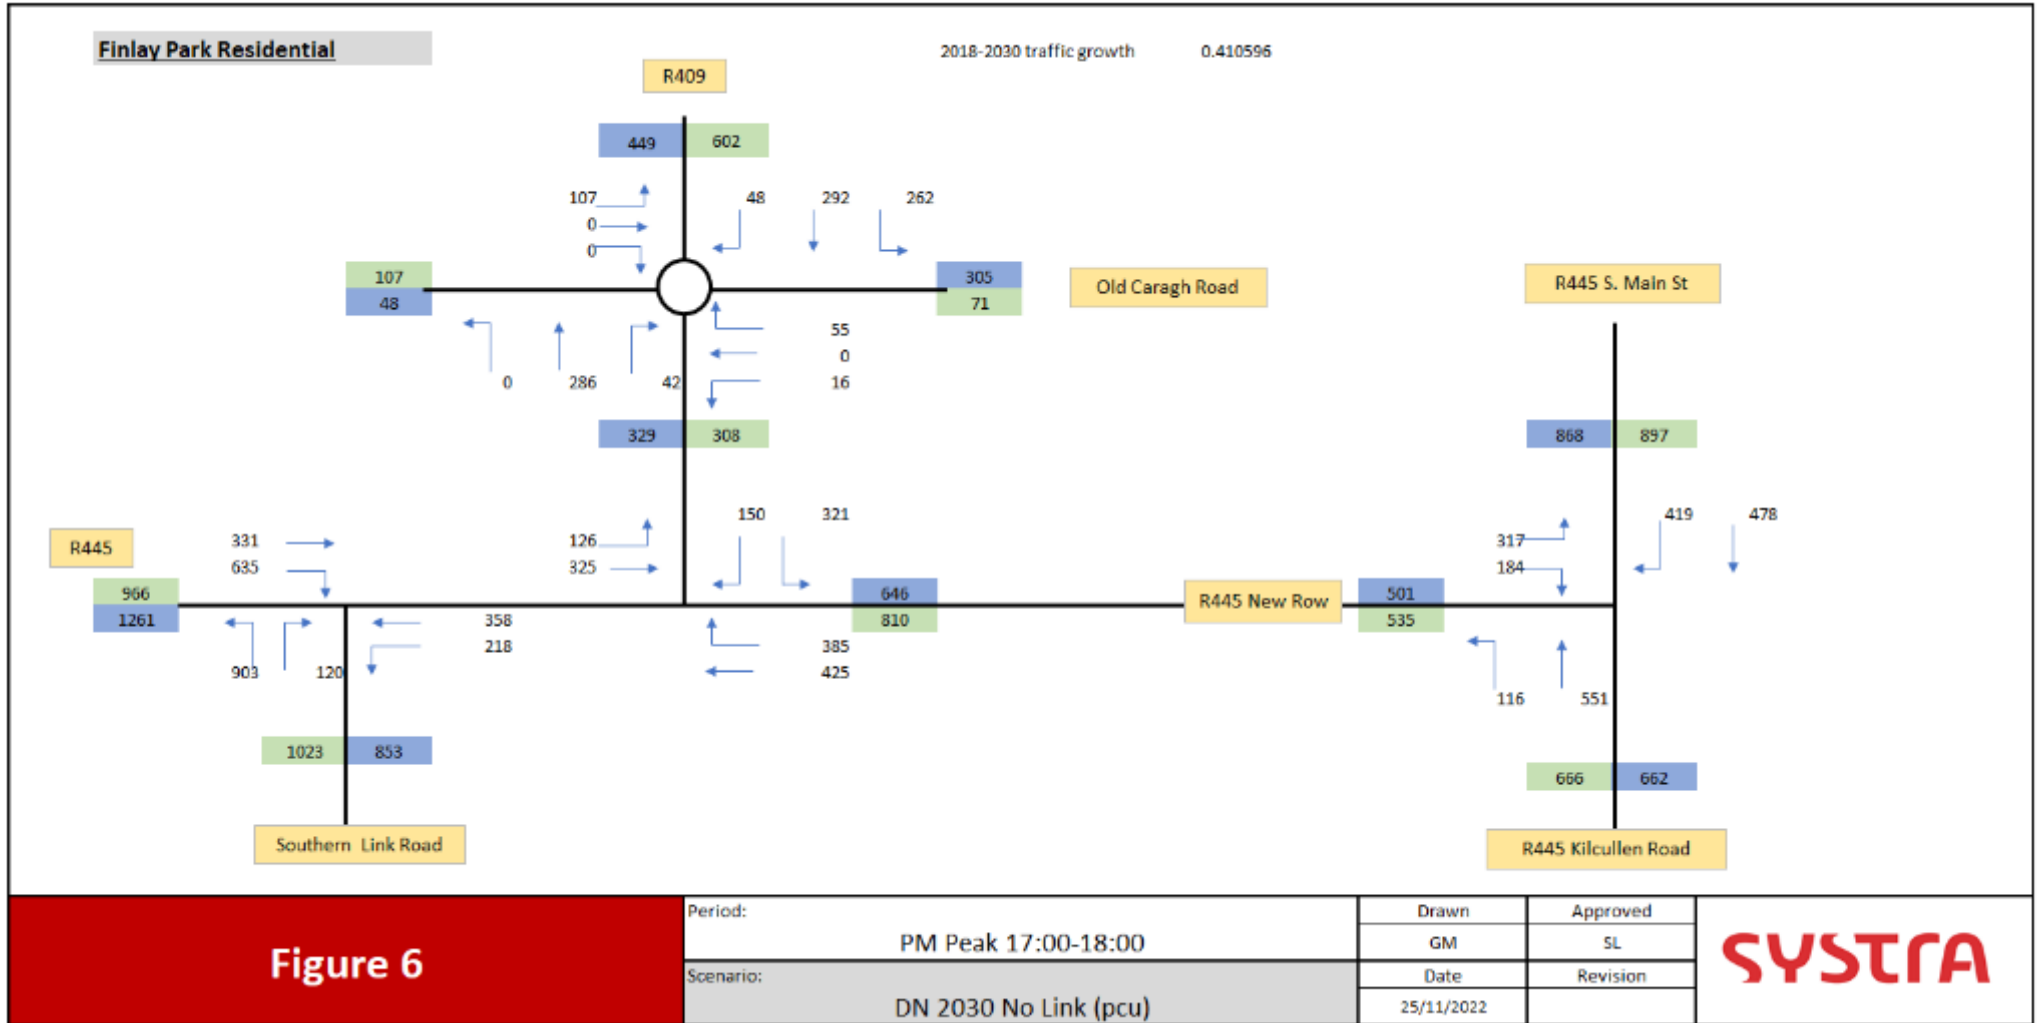 Finlay Park Residential
2018-2030 traffic growth 0.410596
R409
449 602
107 48 292 262
0
0
107 305
48 71
Old Caragh Road
R445 S. Main St
55
0
0 286 42 16
329 308
868 897
150 321
419 478
R445
331 126 317
635 325 184
966 646 501
R445 New Row
1261 810 535
358
218 385
903 120 425
116 551
1023 853
666 662
Southern Link Road
R445 Kilcullen Road
Figure 6
Period:
PM Peak 17:00-18:00
Scenario:
DN 2030 No Link (pcu)
Drawn Approved
GM SL
Date Revision
25/11/2022
SYSTRA